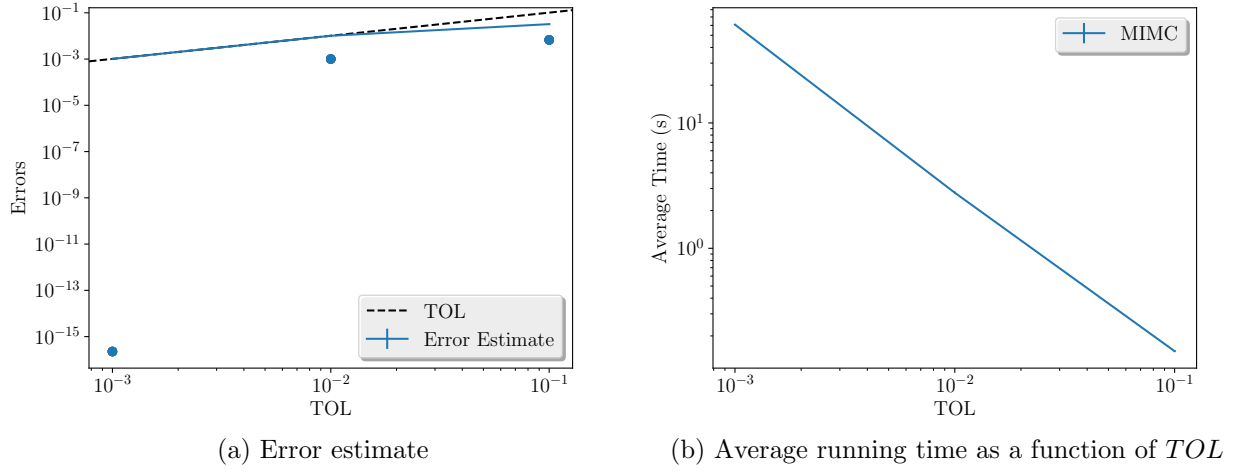 10^{-1}
10^{-3}
10^{-5}
10^{-7}
10^{-9}
10^{-11}
10^{-13}
10^{-15}
Errors
TOL
Error Estimate
10^{-3} 10^{-2} 10^{-1}
TOL
(a) Error estimate
MIMC
10^{1}
10^{0}
Average Time (s)
10^{-3} 10^{-2} 10^{-1}
TOL
(b) Average running time as a function of TOL